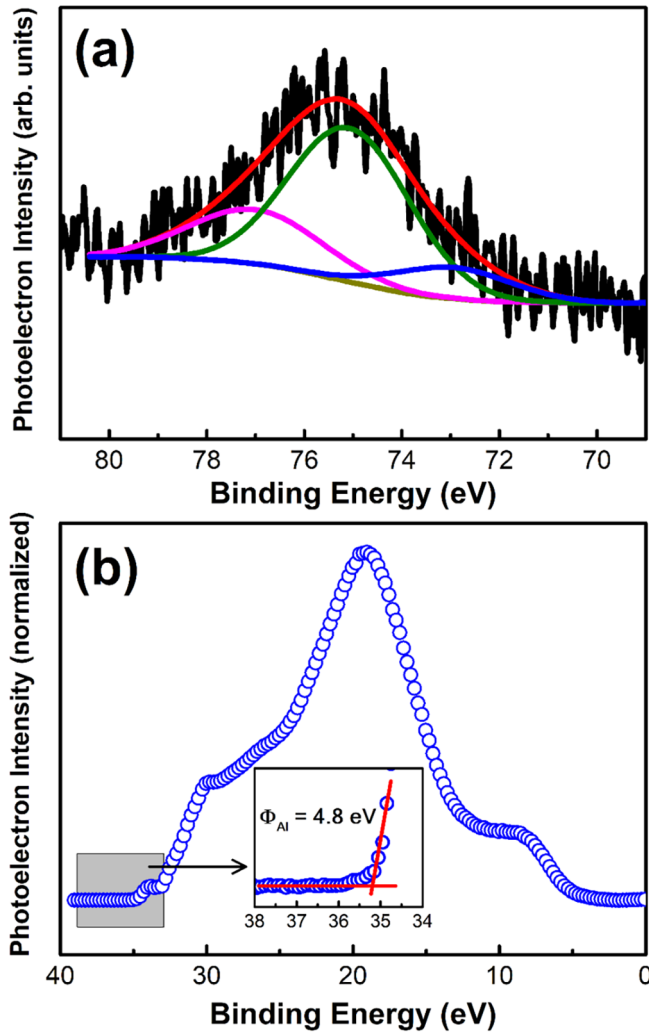 (a)
Photoelectron Intensity (arb. units)
80 78 76 74 72 70
Binding Energy (eV)
(b)
Photoelectron Intensity (normalized)
ΦAl = 4.8 eV
38 37 36 35 34
40 30 20 10 0
Binding Energy (eV)